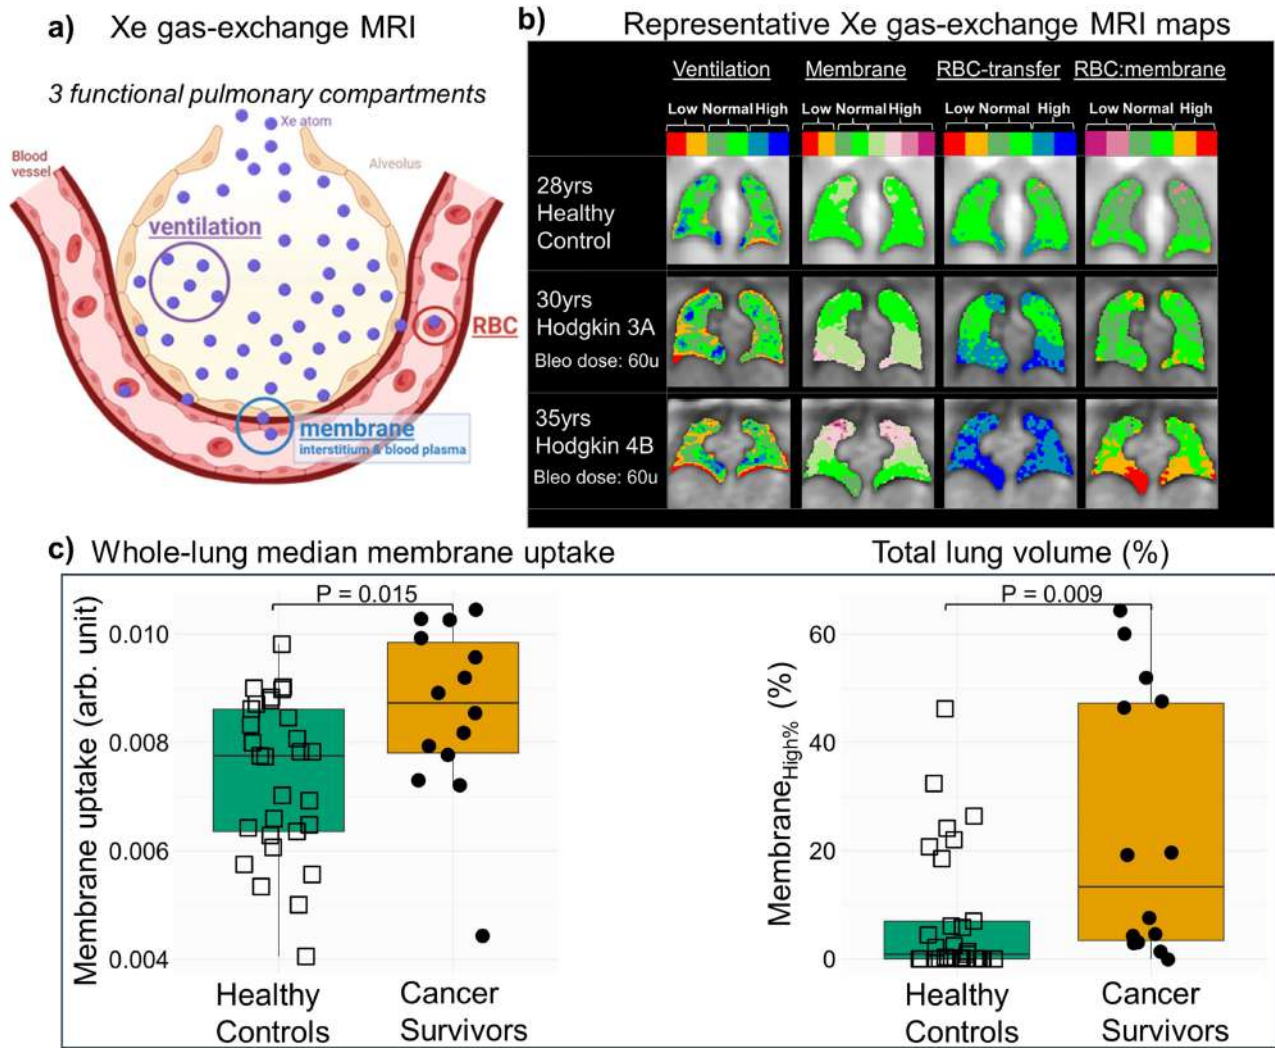 a) Xe gas-exchange MRI
3 functional pulmonary compartments
Xe atom
Blood
vessel
Alveolus
ventilation
RBC
membrane
interstitium & blood plasma
b) Representative Xe gas-exchange MRI maps
Ventilation Membrane RBC-transfer RBC:membrane
Low Normal High Low Normal High Low Normal High Low Normal High
28yrs
Healthy
Control
30yrs
Hodgkin 3A
Bleo dose: 60u
35yrs
Hodgkin 4B
Bleo dose: 60u
c) Whole-lung median membrane uptake
P = 0.015
Membrane uptake (arb. unit)
0.010
0.008
0.006
0.004
Healthy
Controls
Cancer
Survivors
Total lung volume (%)
P = 0.009
Membrane High% (%)
60
40
20
0
Healthy
Controls
Cancer
Survivors